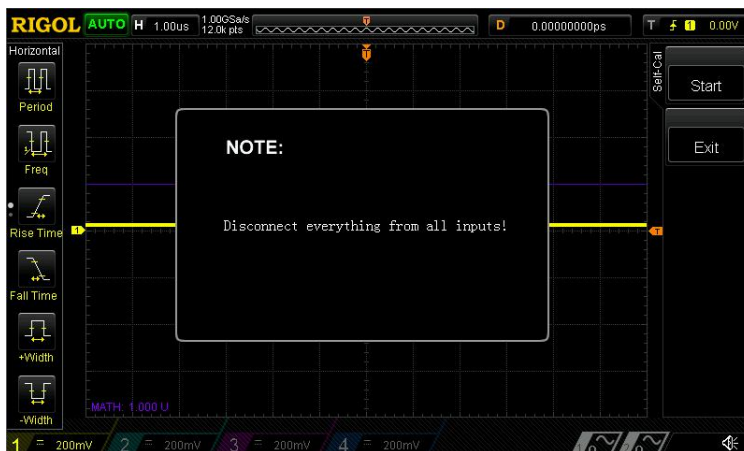 RIGOL AUTO H 1.00us 1.00GSa/s D 0.00000000ps T 1 0.00V
12.0k pts
Horizontal
Period
Freq
Rise Time
Fall Time
+Width
-Width
T
Self-Cal
Start
Exit
NOTE:
Disconnect everything from all inputs!
1
T
MATH: 1.000 U
1 = 200mV 2 = 200mV 3 = 200mV 4 = 200mV